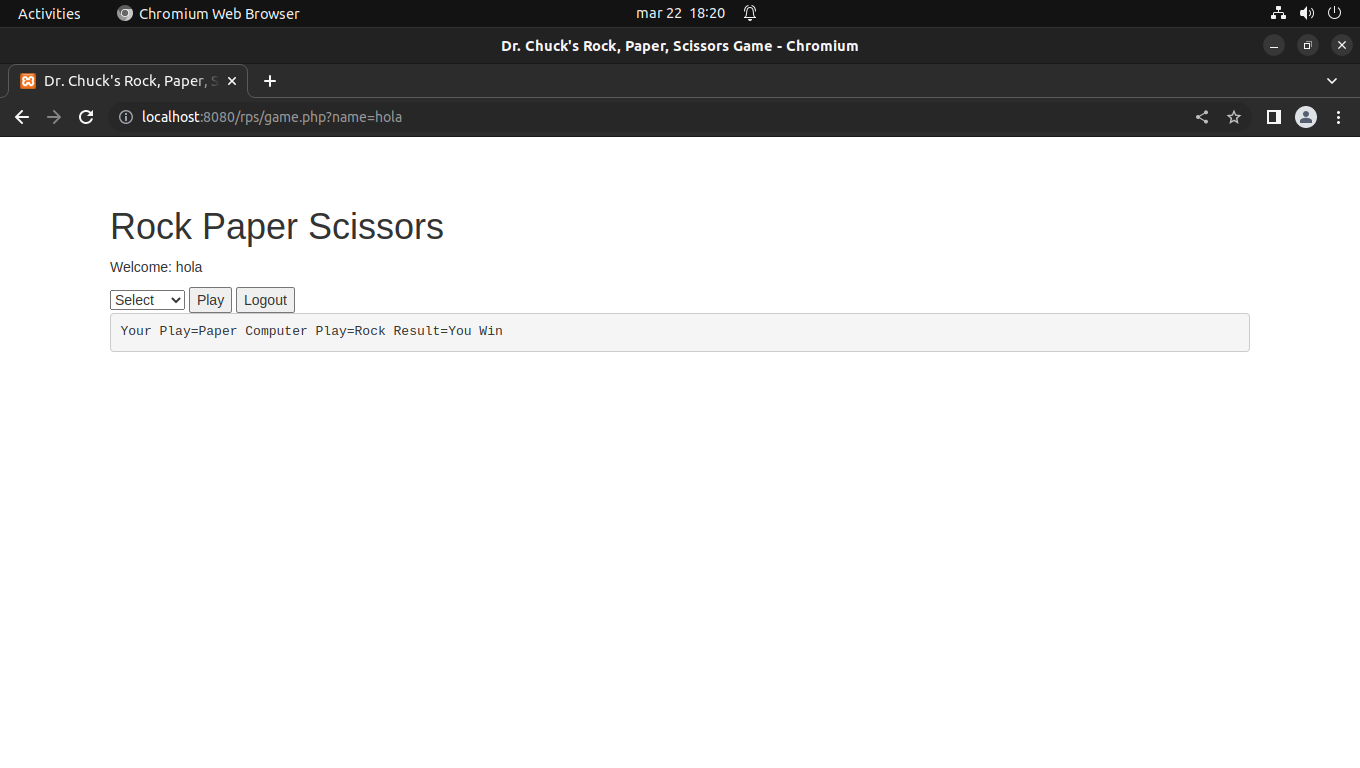 Activities Chromium Web Browser mar 22 18:20
Dr. Chuck's Rock, Paper, Scissors Game - Chromium
Dr. Chuck's Rock, Paper, S
localhost:8080/rps/game.php?name=hola
Rock Paper Scissors
Welcome: hola
Select Play Logout
Your Play=Paper Computer Play=Rock Result=You Win